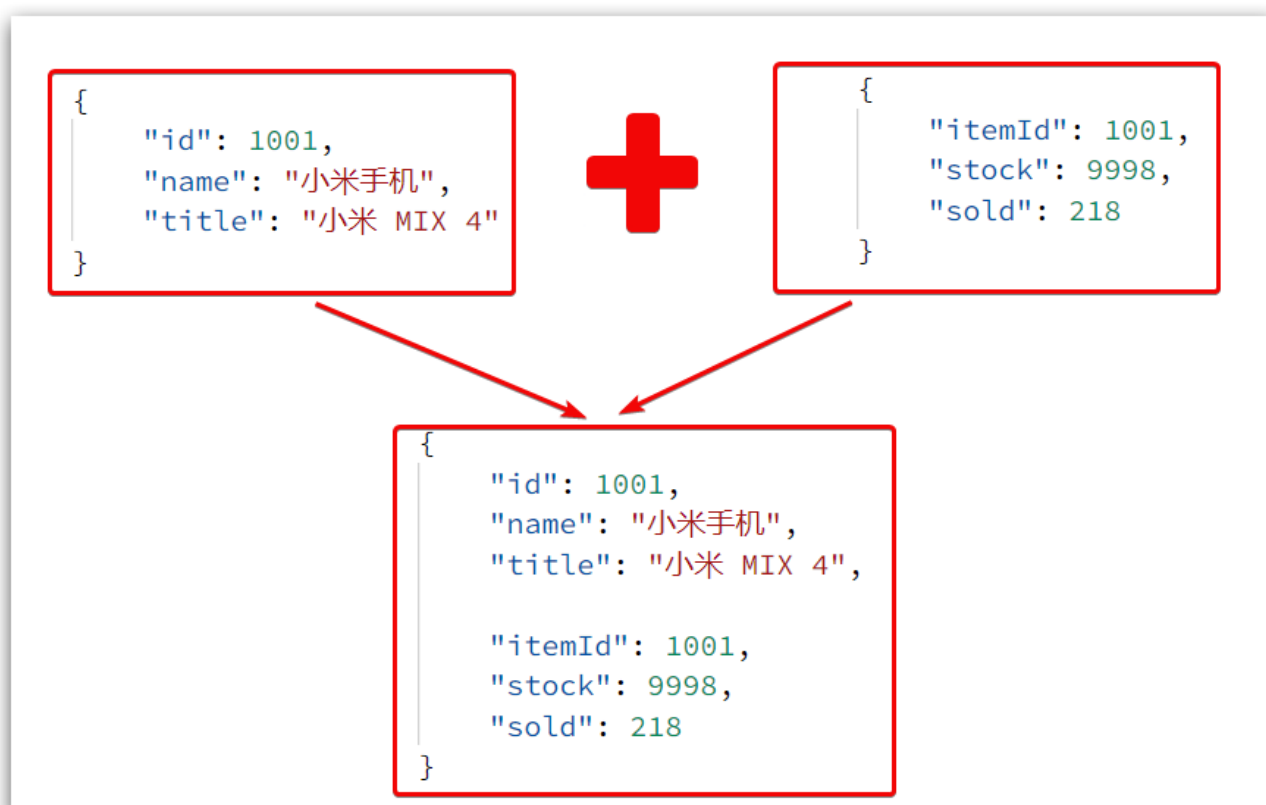 {
"id": 1001,
"name": "小米手机",
"title": "小米 MIX 4"
}
{
"itemId": 1001,
"stock": 9998,
"sold": 218
}
{
"id": 1001,
"name": "小米手机",
"title": "小米 MIX 4",
"itemId": 1001,
"stock": 9998,
"sold": 218
}